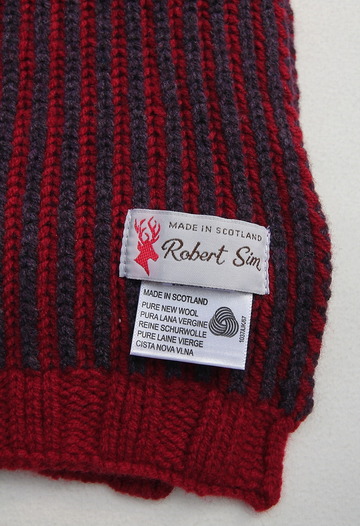 MADE IN SCOTLAND
Robert Sim
MADE IN SCOTLAND
PURE NEW WOOL
PURA LANA VERGINE
REINE SCHURWOLLE
PURE LAINE VIERGE
CISTA NOVA VLNA